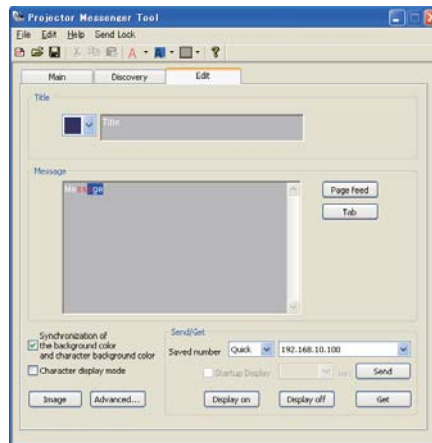 Projector Messenger Tool
File Edit Help Send Lock
A A ?
Main Discovery Edit
Title
Title
Message
Message
Page feed
Tab
Synchronization of
the background color
and character background color
Character display mode
Send/Get
Saved number Quick 192.168.10.100
Startup Display
Send
Image Advanced... Display on Display off Get